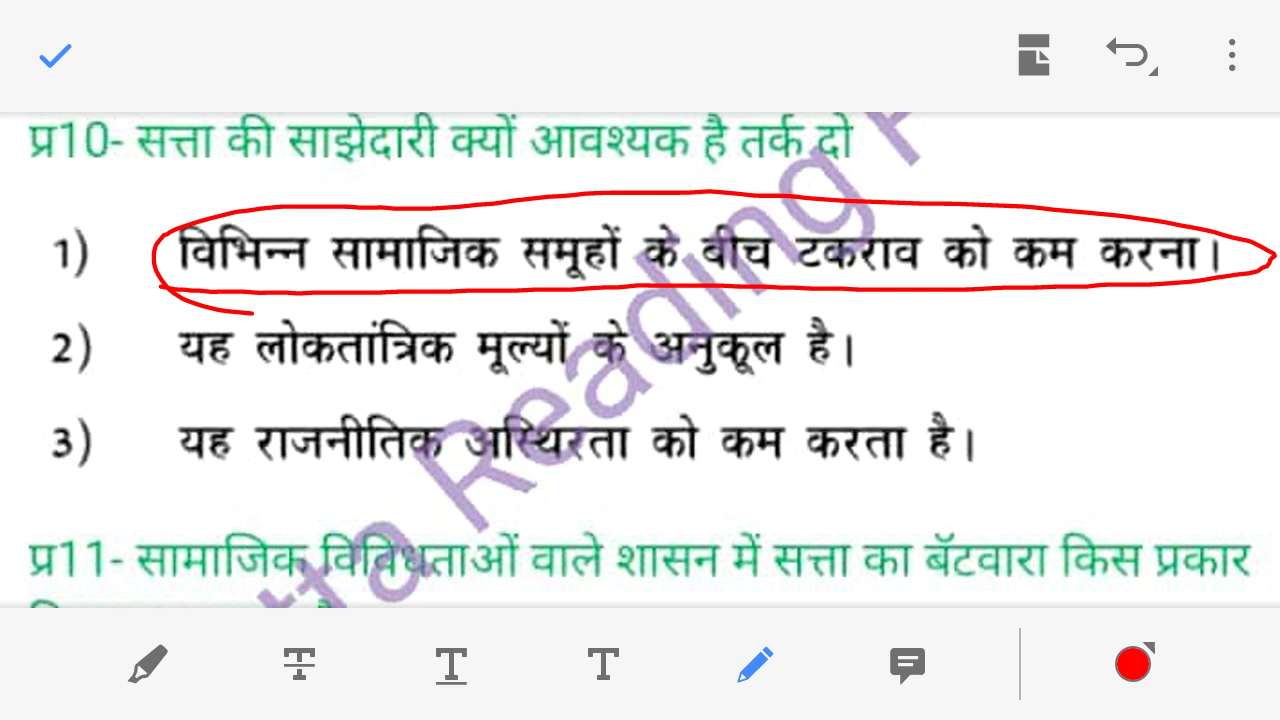 प्र10- सत्ता की साझेदारी क्यों आवश्यक है तर्क दो
1) विभिन्न सामाजिक समूहों के बीच टकराव को कम करना।
2) यह लोकतांत्रिक मूल्यों के अनुकूल है।
3) यह राजनीतिक अस्थिरता को कम करता है।
प्र11- सामाजिक विविधताओं वाले शासन में सत्ता का बॅटवारा किस प्रकार
Reading